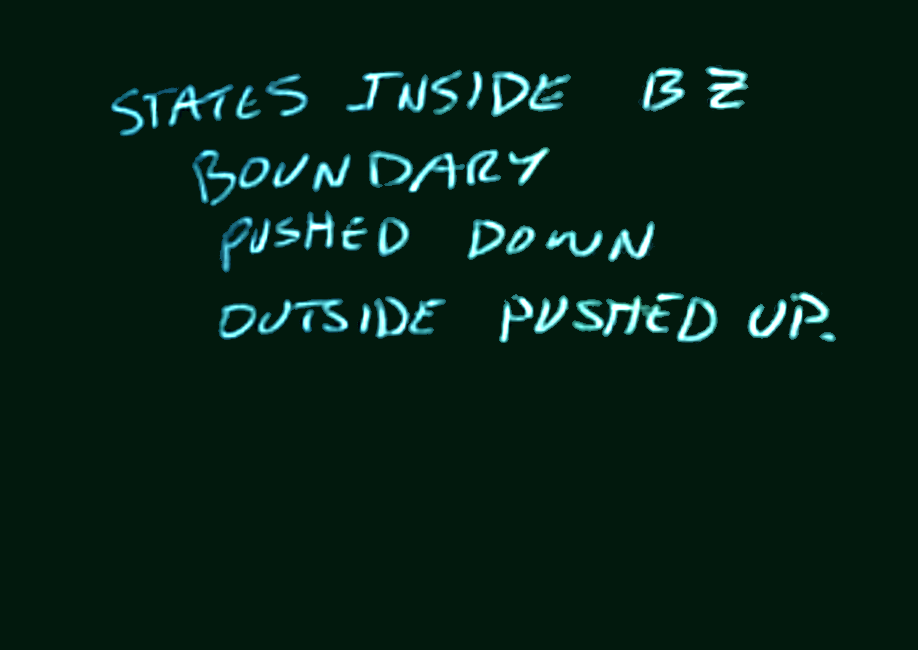 STATES INSIDE BZ
BOUNDARY
PUSHED DOWN
OUTSIDE PUSHED UP.